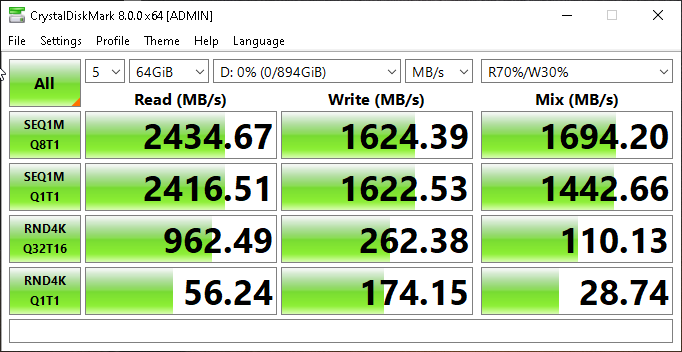 CrystalDiskMark 8.0.0 x64 [ADMIN]
File Settings Profile Theme Help Language
All 5 64GiB D: 0% (0/894GiB) MB/s R70%/W30%
Read (MB/s) Write (MB/s) Mix (MB/s)
SEQ1M
Q8T1 2434.67 1624.39 1694.20
SEQ1M
Q1T1 2416.51 1622.53 1442.66
RND4K
Q32T16 962.49 262.38 110.13
RND4K
Q1T1 56.24 174.15 28.74